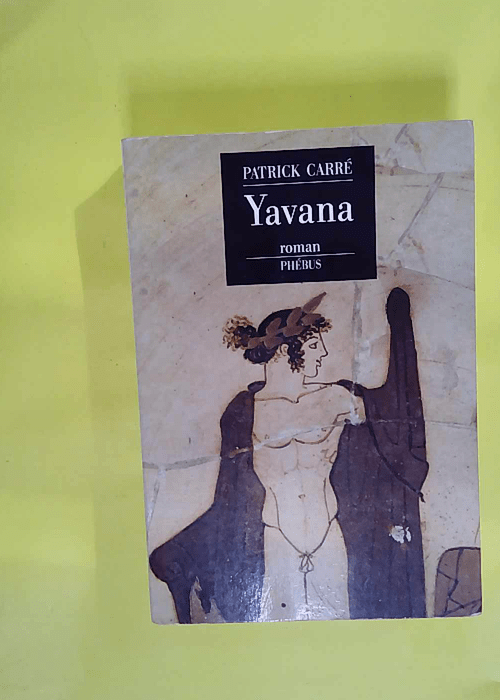 PATRICK CARRÉ
Yavana
roman
PHÉBUS